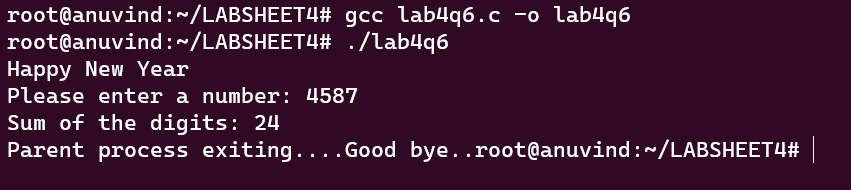 root@anuvind:~/LABSHEET4# gcc lab4q6.c -o lab4q6
root@anuvind:~/LABSHEET4# ./lab4q6
Happy New Year
Please enter a number: 4587
Sum of the digits: 24
Parent process exiting....Good bye..root@anuvind:~/LABSHEET4#